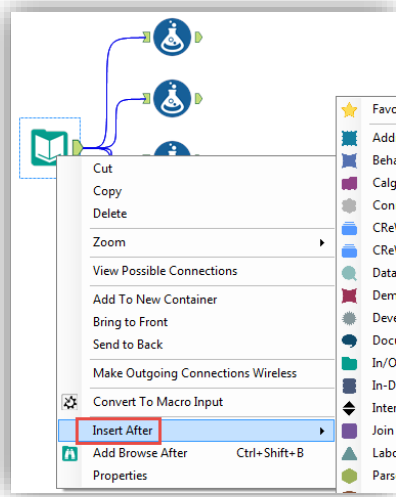 Cut
Copy
Delete
Zoom
View Possible Connections
Add To New Container
Bring to Front
Send to Back
Make Outgoing Connections Wireless
Convert To Macro Input
Insert After
Add Browse After Ctrl+Shift+B
Properties
Favo
Add
Beha
Calg
Con
CReW
CReW
Data
Dem
Deve
Docu
In/O
In-D
Inter
Join
Labo
Pars